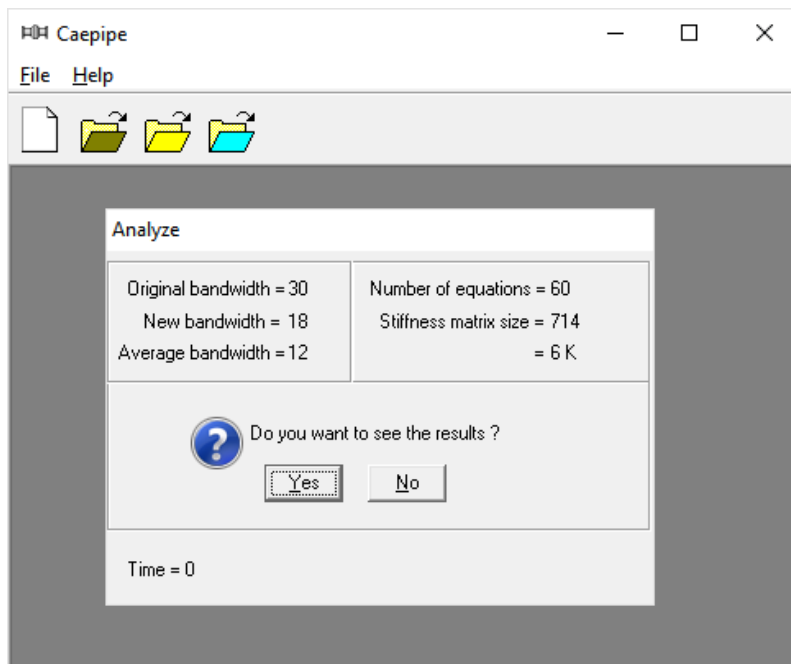 Caepipe
File Help
Analyze
Original bandwidth = 30
New bandwidth = 18
Average bandwidth = 12
Number of equations = 60
Stiffness matrix size = 714
= 6 K
Do you want to see the results ?
Yes No
Time = 0